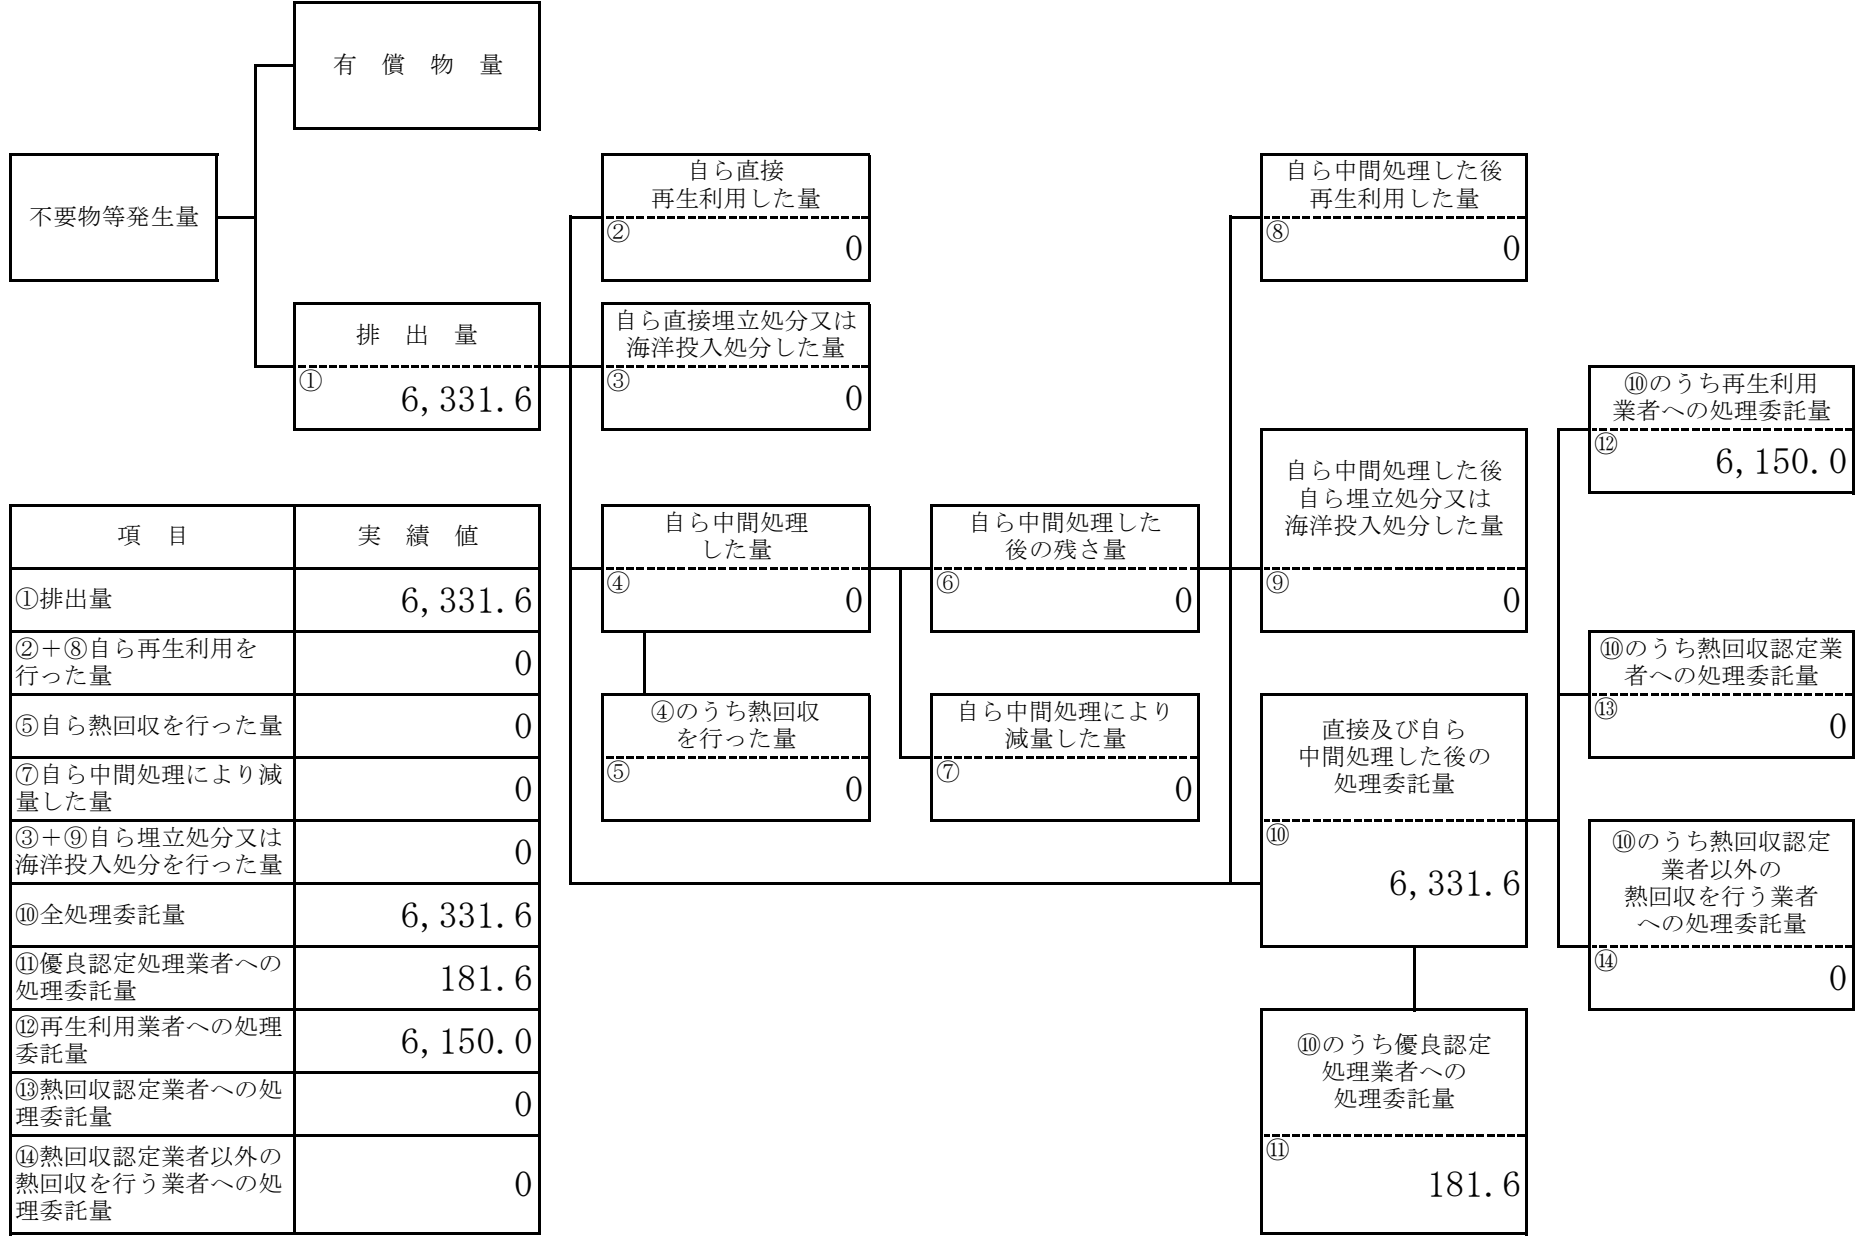 有　償　物　量
不要物等発生量
排　出　量
①
6,331.6
自ら直接
再生利用した量
②
0
自ら直接埋立処分又は
海洋投入処分した量
③
0
自ら中間処理
した量
④
0
④のうち熱回収
を行った量
⑤
0
自ら中間処理した
後の残さ量
⑥
0
自ら中間処理により
減量した量
⑦
0
自ら中間処理した後
再生利用した量
⑧
0
自ら中間処理した後
自ら埋立処分又は
海洋投入処分した量
⑨
0
直接及び自ら
中間処理した後の
処理委託量
⑩
6,331.6
⑩のうち優良認定
処理業者への
処理委託量
⑪
181.6
⑩のうち再生利用
業者への処理委託量
⑫
6,150.0
⑩のうち熱回収認定業
者への処理委託量
⑬
0
⑩のうち熱回収認定
業者以外の
熱回収を行う業者
への処理委託量
⑭
0
項　目
実　績　値
①排出量
6,331.6
②＋⑧自ら再生利用を
行った量
0
⑤自ら熱回収を行った量
0
⑦自ら中間処理により減
量した量
0
③＋⑨自ら埋立処分又は
海洋投入処分を行った量
0
⑩全処理委託量
6,331.6
⑪優良認定処理業者への
処理委託量
181.6
⑫再生利用業者への処理
委託量
6,150.0
⑬熱回収認定業者への処
理委託量
0
⑭熱回収認定業者以外の
熱回収を行う業者への処
理委託量
0